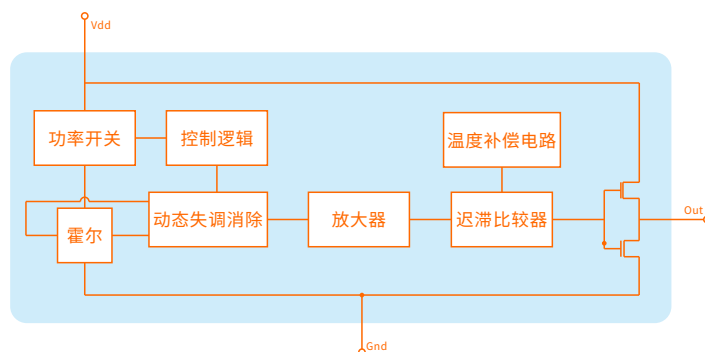 Vdd
功率开关
控制逻辑
温度补偿电路
霍尔
动态失调消除
放大器
迟滞比较器
Out
Gnd